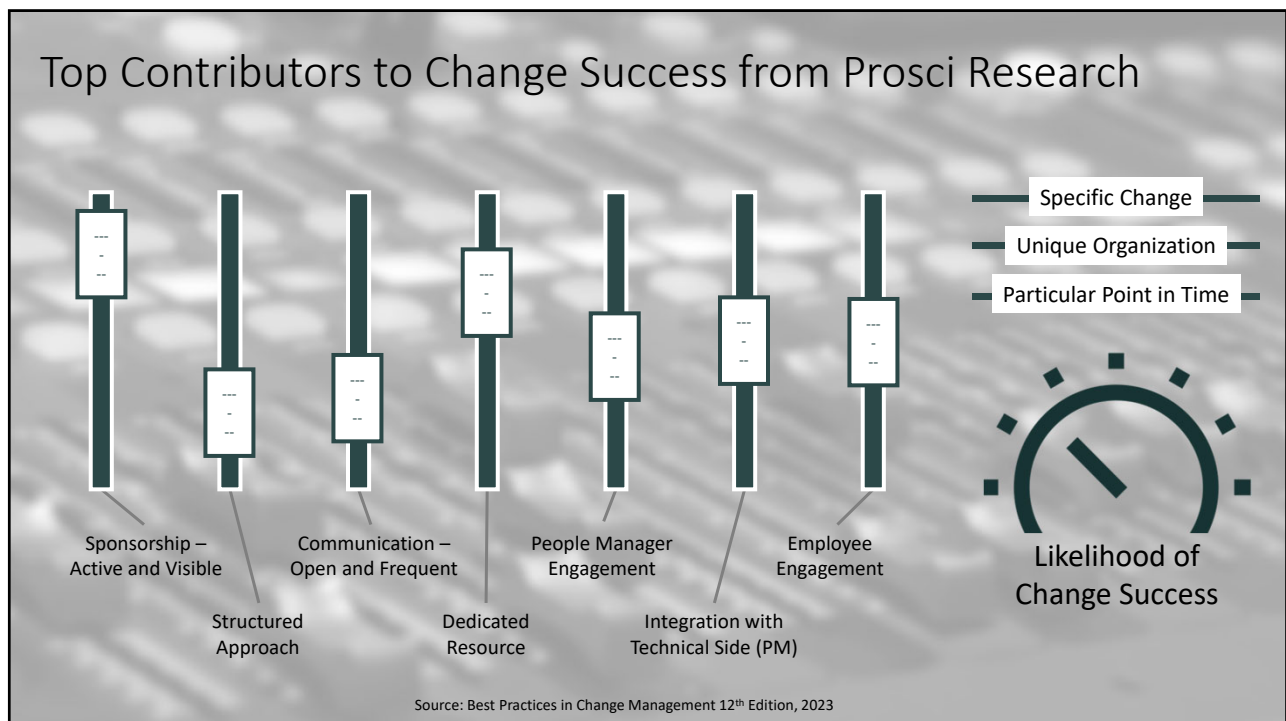 Top Contributors to Change Success from Prosci Research
---
-
--
---
-
--
---
-
--
---
-
--
---
-
--
---
-
--
---
-
--
Sponsorship –
Active and Visible
Structured
Approach
Communication –
Open and Frequent
Dedicated
Resource
People Manager
Engagement
Integration with
Technical Side (PM)
Employee
Engagement
Specific Change
Unique Organization
Particular Point in Time
Likelihood of
Change Success
Source: Best Practices in Change Management 12th Edition, 2023